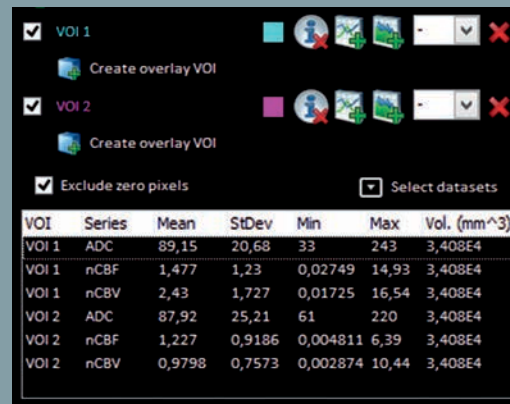 VOI 1 -
Create overlay VOI
VOI 2 -
Create overlay VOI
Exclude zero pixels Select datasets
VOI Series Mean StDev Min Max Vol. (mm^3)
VOI 1 ADC 89,15 20,68 33 243 3,408E4
VOI 1 nCBF 1,477 1,23 0,02749 14,93 3,408E4
VOI 1 nCBV 2,43 1,727 0,01725 16,54 3,408E4
VOI 2 ADC 87,92 25,21 61 220 3,408E4
VOI 2 nCBF 1,227 0,9186 0,004811 6,39 3,408E4
VOI 2 nCBV 0,9798 0,7573 0,002874 10,44 3,408E4